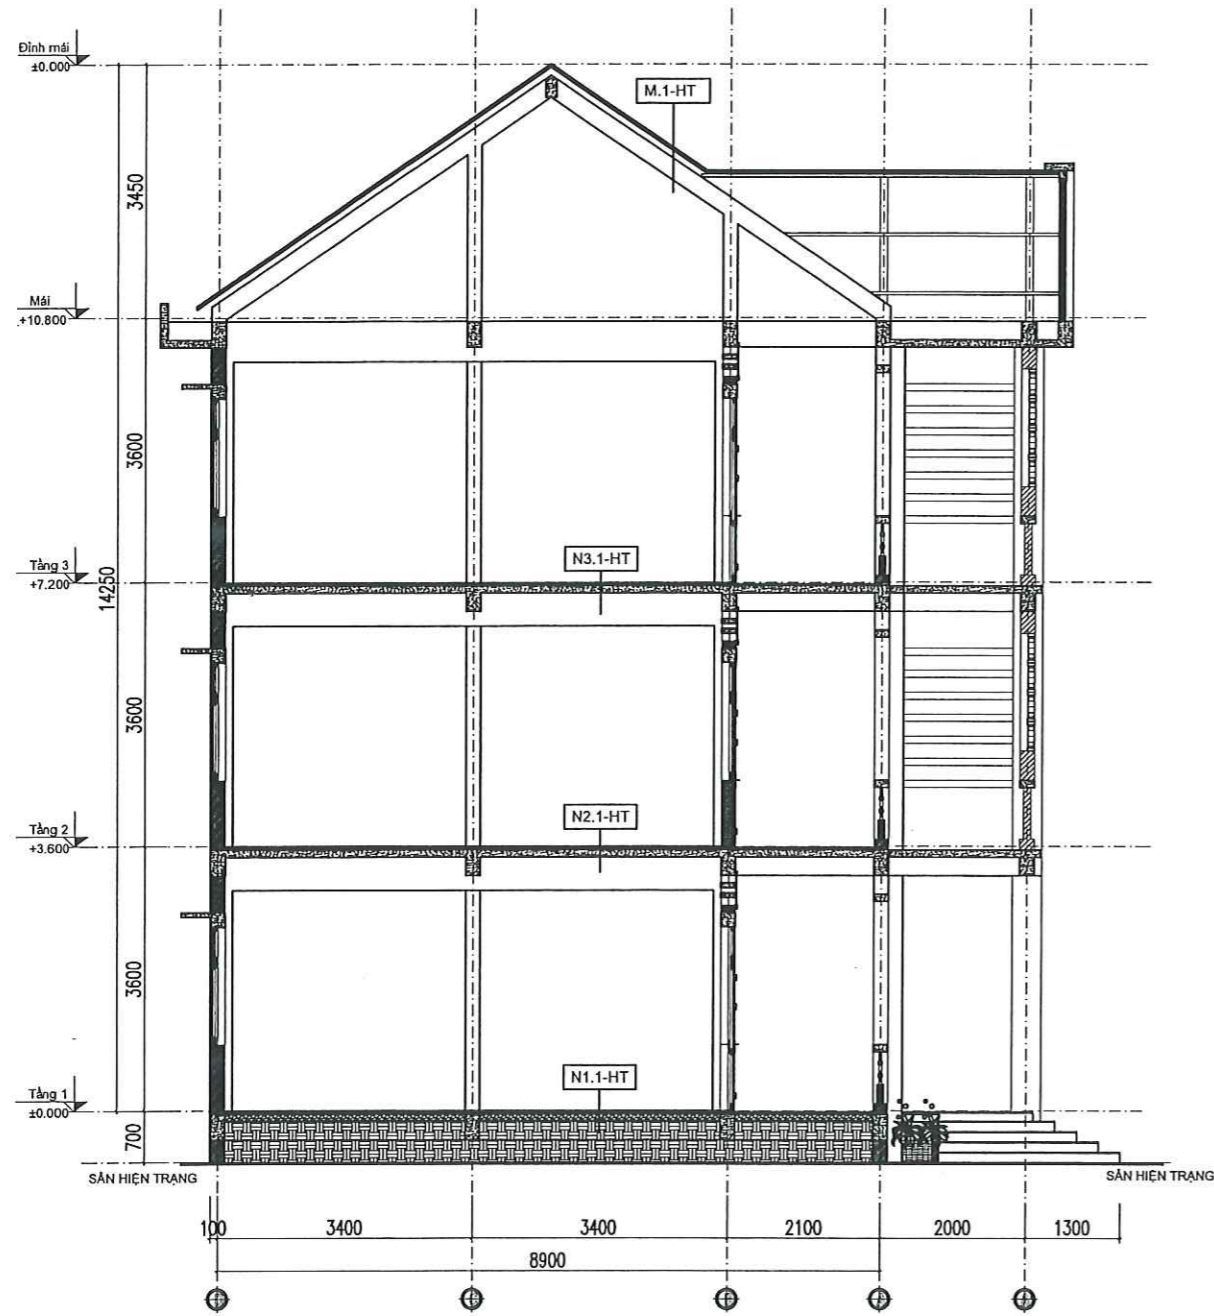 Đỉnh mái
±0.000
M.1-HT
3450
Mái
+10.800
3600
Tầng 3
+7.200
N3.1-HT
14250
3600
Tầng 2
+3.600
N2.1-HT
3600
Tầng 1
±0.000
N1.1-HT
700
SÂN HIỆN TRẠNG
SÂN HIỆN TRẠNG
100 3400 3400 2100 2000 1300
8900